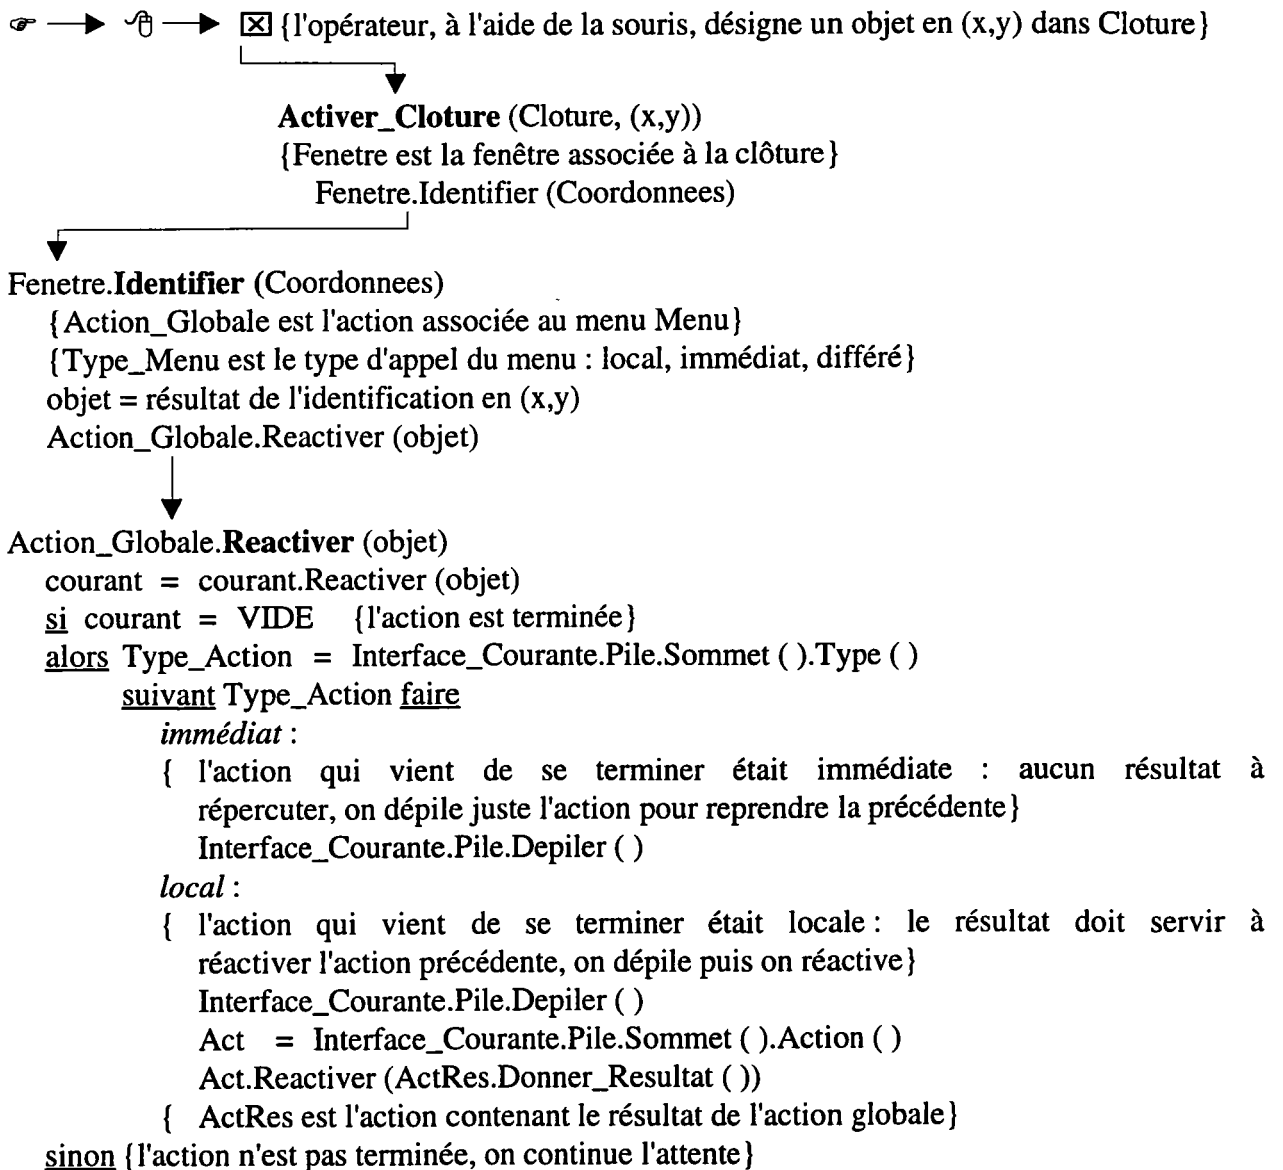 {l'opérateur, à l'aide de la souris, désigne un objet en (x,y) dans Cloture}
Activer_Cloture (Cloture, (x,y))
{Fenetre est la fenêtre associée à la clôture}
Fenetre.Identifier (Coordonnees)
Fenetre.Identifier (Coordonnees)
{Action_Globale est l'action associée au menu Menu}
{Type_Menu est le type d'appel du menu : local, immédiat, différé}
objet = résultat de l'identification en (x,y)
Action_Globale.Reactiver (objet)
Action_Globale.Reactiver (objet)
courant = courant.Reactiver (objet)
si courant = VIDE {l'action est terminée}
alors Type_Action = Interface_Courante.Pile.Sommet ( ).Type ( )
suivant Type_Action faire
immédiat :
{ l'action qui vient de se terminer était immédiate : aucun résultat à
répercuter, on dépile juste l'action pour reprendre la précédente}
Interface_Courante.Pile.Depiler ( )
local :
{ l'action qui vient de se terminer était locale : le résultat doit servir à
réactiver l'action précédente, on dépile puis on réactive}
Interface_Courante.Pile.Depiler ( )
Act = Interface_Courante.Pile.Sommet ( ).Action ( )
Act.Reactiver (ActRes.Donner_Resultat ( ))
{ ActRes est l'action contenant le résultat de l'action globale}
sinon {l'action n'est pas terminée, on continue l'attente}